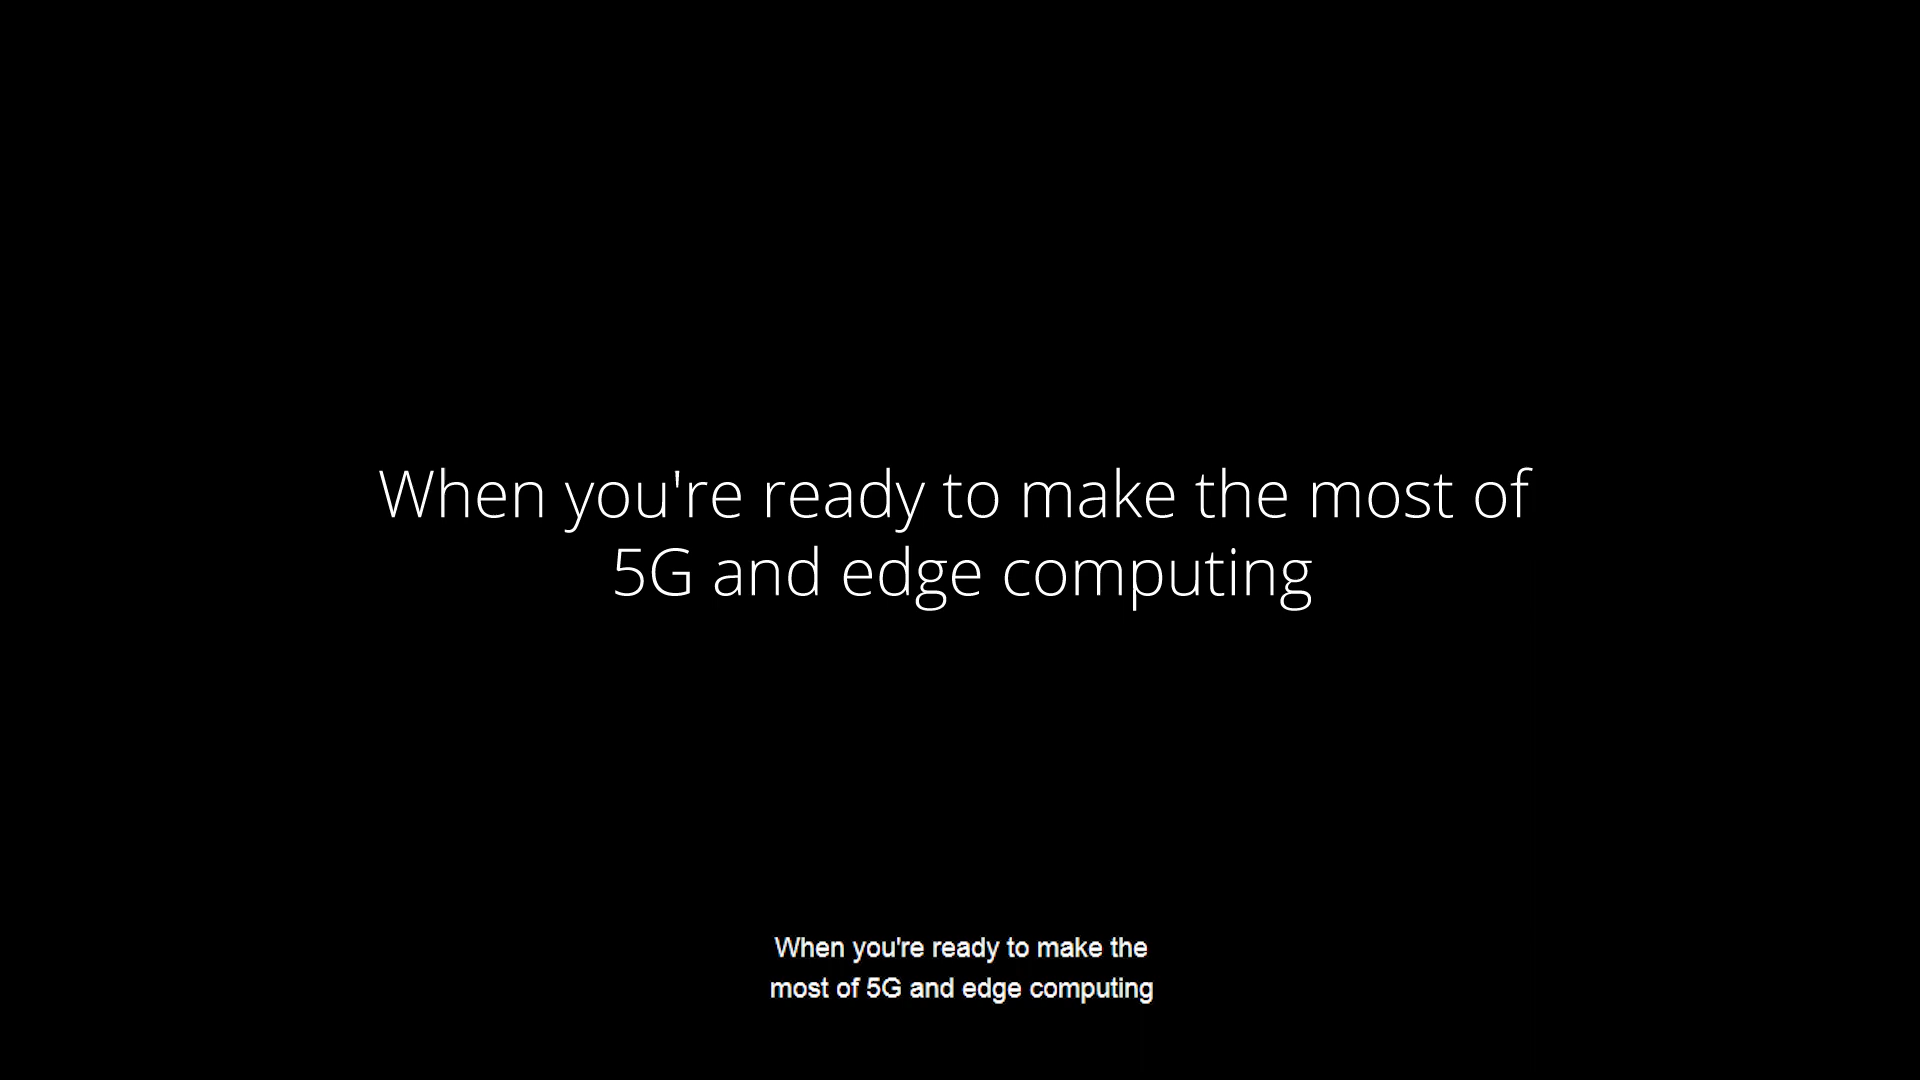 When you're ready to make the most of
5G and edge computing
When you're ready to make the
most of 5G and edge computing